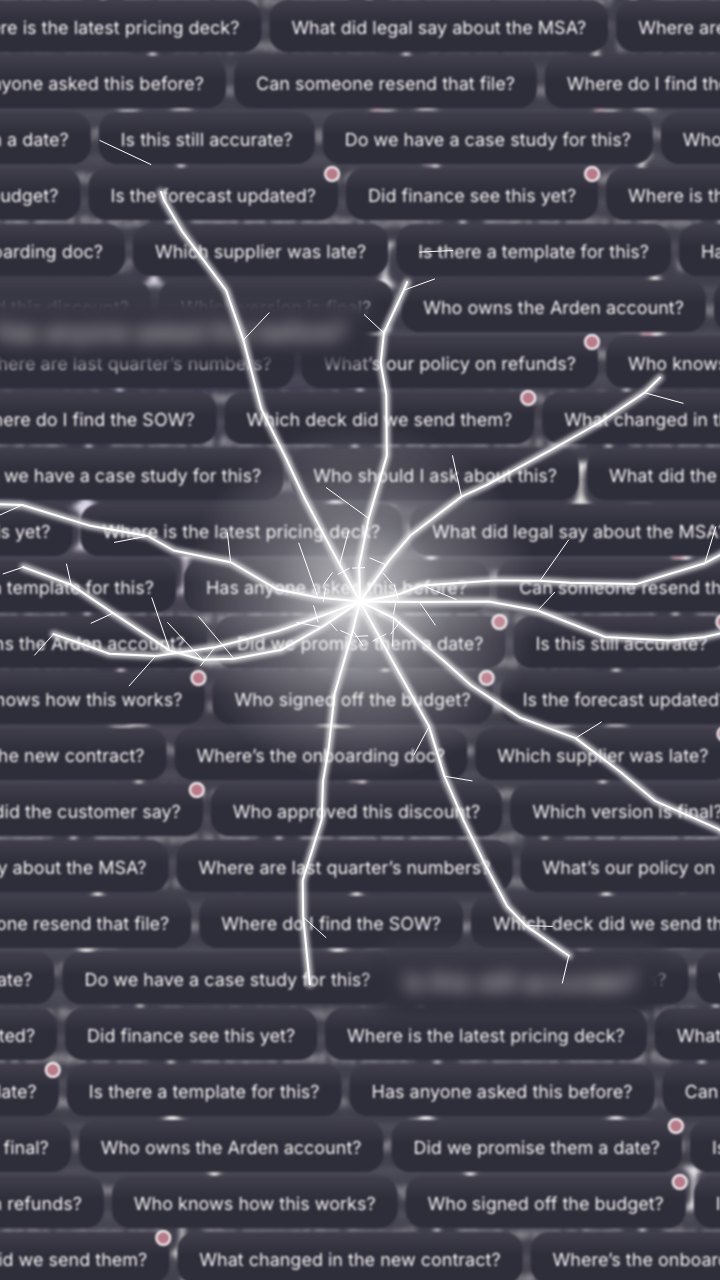 re is the latest pricing deck? What did legal say about the MSA? Where are
yone asked this before? Can someone resend that file? Where do I find the
a date? Is this still accurate? Do we have a case study for this? Who
udget? Is the forecast updated? Did finance see this yet? Where is th
arding doc? Which supplier was late? Is there a template for this? Ha
this discount? Which version is final? Who owns the Arden account?
here are last quarter's numbers? What's our policy on refunds? Who knows
ere do I find the SOW? Which deck did we send them? What changed in t
we have a case study for this? Who should I ask about this? What did the
s yet? Where is the latest pricing deck? What did legal say about the MSA?
template for this? Has anyone asked this before? Can someone resend that
ns the Arden account? Did we promise them a date? Is this still accurate?
nows how this works? Who signed off the budget? Is the forecast updated
he new contract? Where's the onboarding doc? Which supplier was late?
did the customer say? Who approved this discount? Which version is final?
y about the MSA? Where are last quarter's numbers? What's our policy on
one resend that file? Where do I find the SOW? Which deck did we send th
ate? Do we have a case study for this? ?
ted? Did finance see this yet? Where is the latest pricing deck? What
late? Is there a template for this? Has anyone asked this before? Can
final? Who owns the Arden account? Did we promise them a date? Is
refunds? Who knows how this works? Who signed off the budget?
id we send them? What changed in the new contract? Where's the onboar